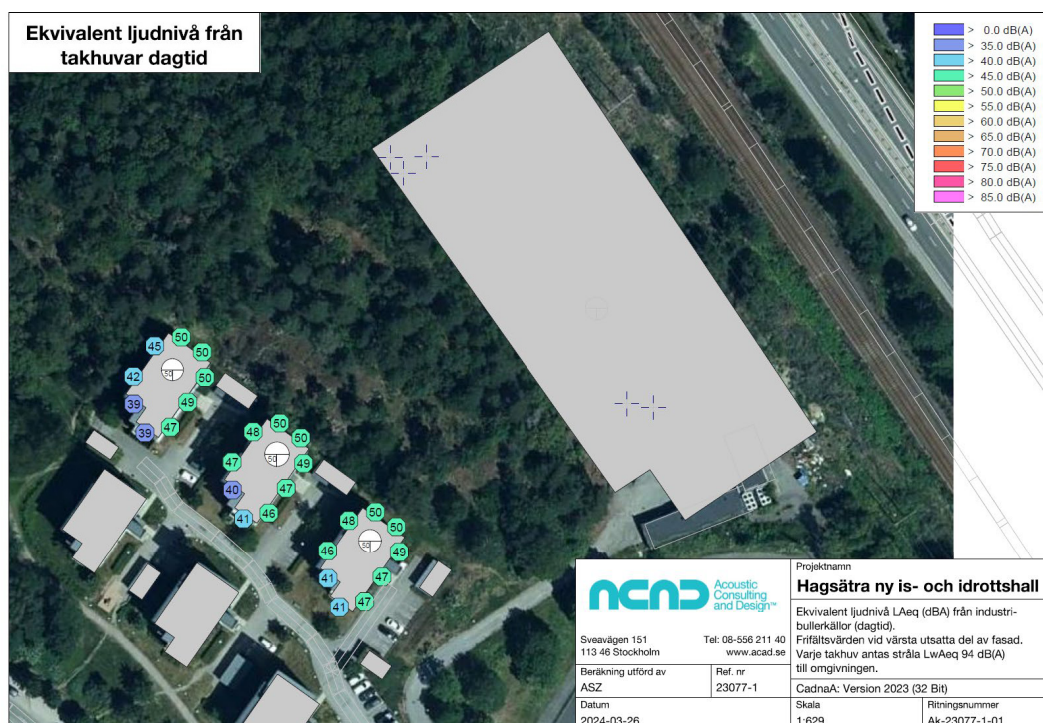 Ekvivalent ljudnivå från
takhuvar dagtid
> 0.0 dB(A)
> 35.0 dB(A)
> 40.0 dB(A)
> 45.0 dB(A)
> 50.0 dB(A)
> 55.0 dB(A)
> 60.0 dB(A)
> 65.0 dB(A)
> 70.0 dB(A)
> 75.0 dB(A)
> 80.0 dB(A)
> 85.0 dB(A)
45
50
50
42
50
50
39
49
39
47
48
50
50
50
47
49
40
47
41
46
48
50
50
50
46
49
41
47
41
47
ACAD
Acoustic
Consulting
and Design™
Sveavägen 151
113 46 Stockholm
Tel: 08-556 211 40
www.acad.se
Beräkning utförd av
ASZ
Ref. nr
23077-1
Datum
2024-03-26
Projektnamn
Hagsätra ny is- och idrottshall
Ekvivalent ljudnivå LAeq (dBA) från industri-
bullerkällor (dagtid).
Frifältsvärden vid värsta utsatta del av fasad.
Varje takhuv antas stråla LwAeq 94 dB(A)
till omgivningen.
CadnaA: Version 2023 (32 Bit)
Skala
1:629
Ritningsnummer
Ak-23077-1-01